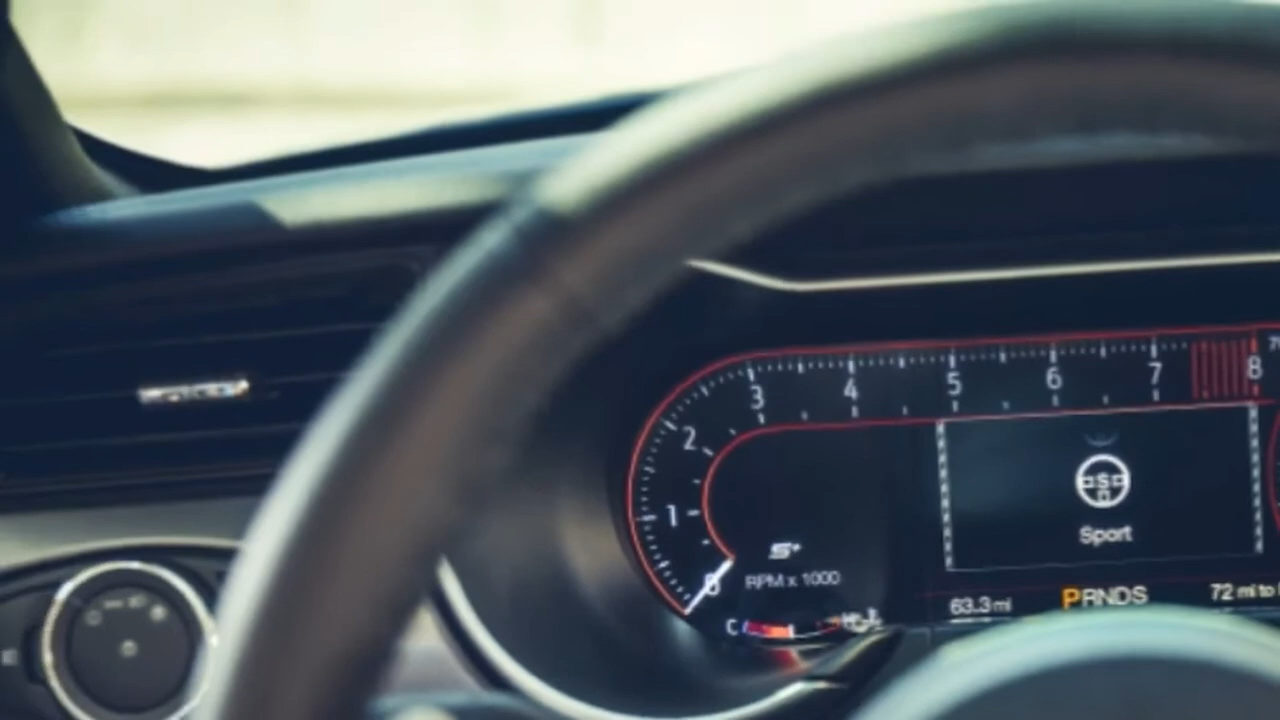 3 4 5 6 7 8
2
1
0
S
Sport
S+
RPM x 1000
C H
63.3 mi PRNDS 72 mi to